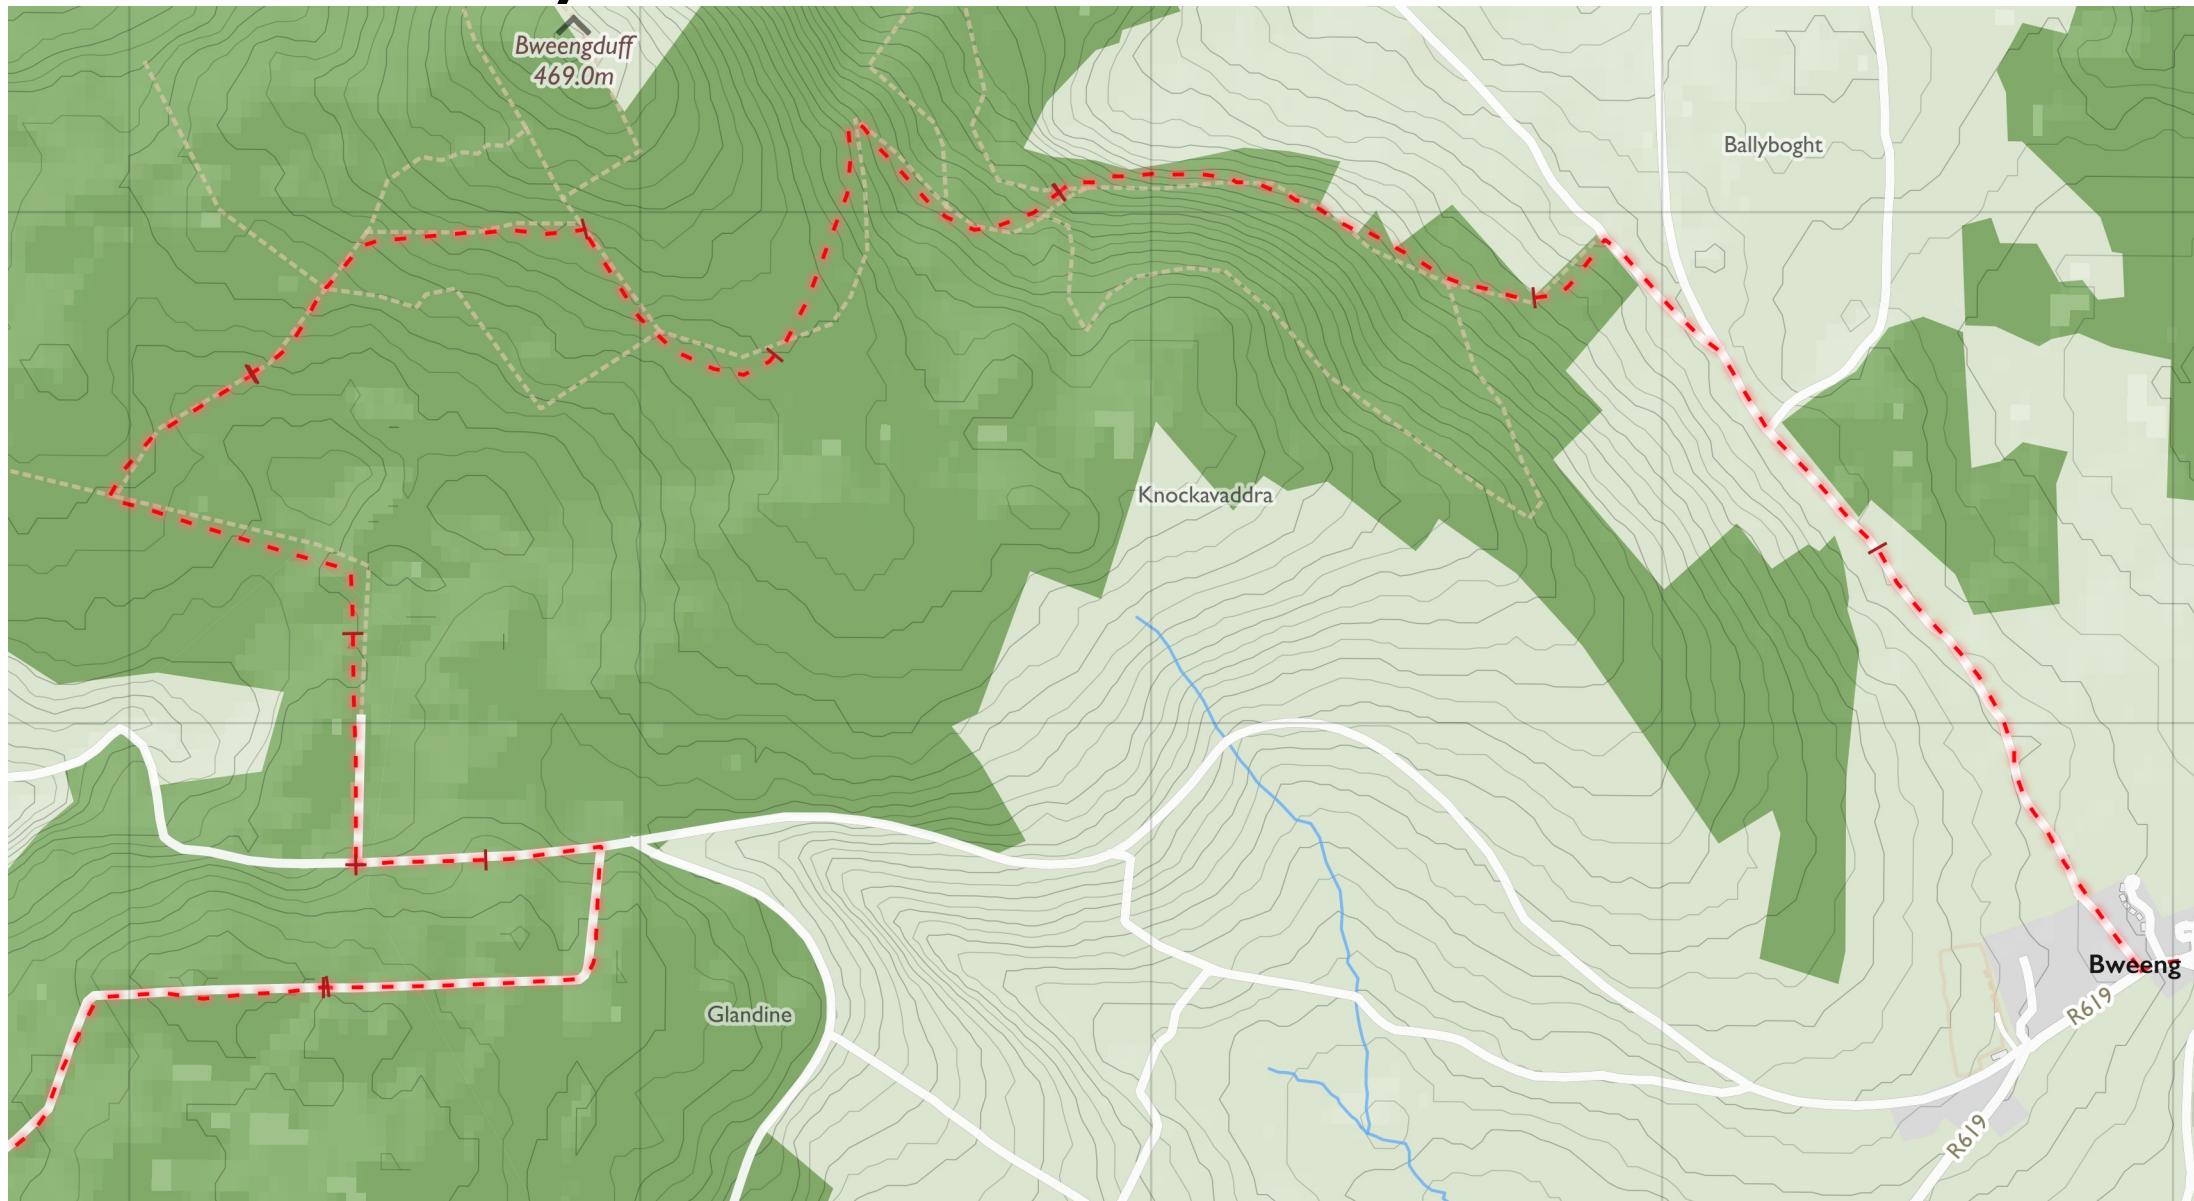 Bweengduff
469.0m
Ballyboght
Knockavaddra
Bweeng
R619
Glandine
R619